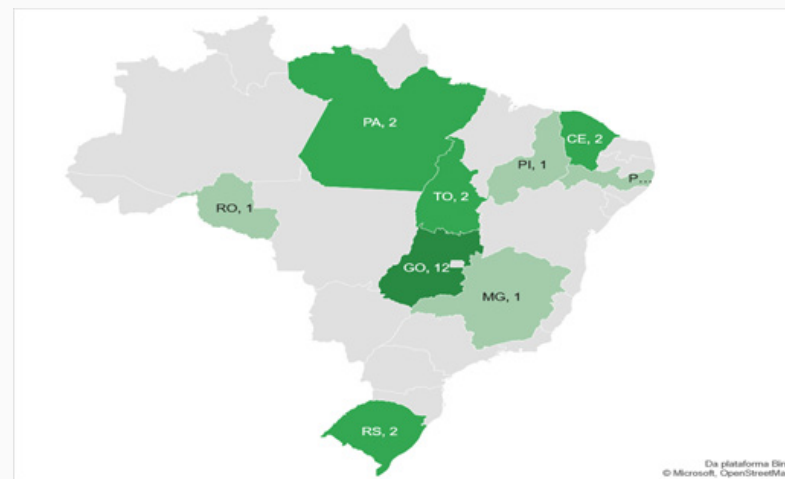 PA, 2
CE, 2
PI, 1
P...
TO, 2
RO, 1
GO, 12
MG, 1
RS, 2
Da plataforma Bin
© Microsoft, OpenStreetMa